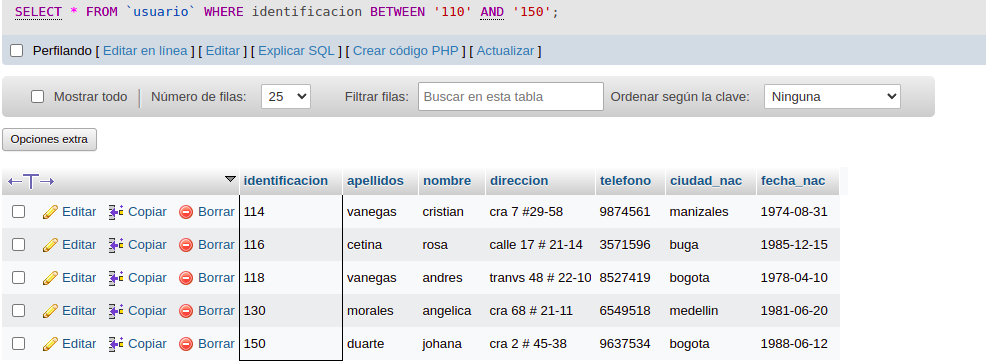 SELECT * FROM `usuario` WHERE identificacion BETWEEN '110' AND '150';
Perfilando [ Editar en línea ] [ Editar ] [ Explicar SQL ] [ Crear código PHP ] [ Actualizar ]
Mostrar todo | Número de filas: 25 Filtrar filas: Buscar en esta tabla Ordenar según la clave: Ninguna
Opciones extra
←T→ identificacion apellidos nombre direccion telefono ciudad_nac fecha_nac
Editar Copiar Borrar 114 vanegas cristian cra 7 #29-58 9874561 manizales 1974-08-31
Editar Copiar Borrar 116 cetina rosa calle 17 # 21-14 3571596 buga 1985-12-15
Editar Copiar Borrar 118 vanegas andres tranvs 48 # 22-10 8527419 bogota 1978-04-10
Editar Copiar Borrar 130 morales angelica cra 68 # 21-11 6549518 medellin 1981-06-20
Editar Copiar Borrar 150 duarte johana cra 2 # 45-38 9637534 bogota 1988-06-12